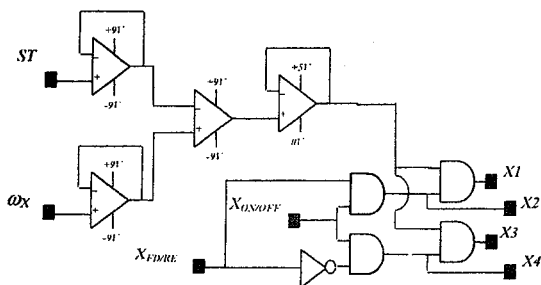 +9V
ST
-9V
+9V
-9V
+5V
0V
+9V
ωX
-9V
XON/OFF
XFD/RE
X1
X2
X3
X4